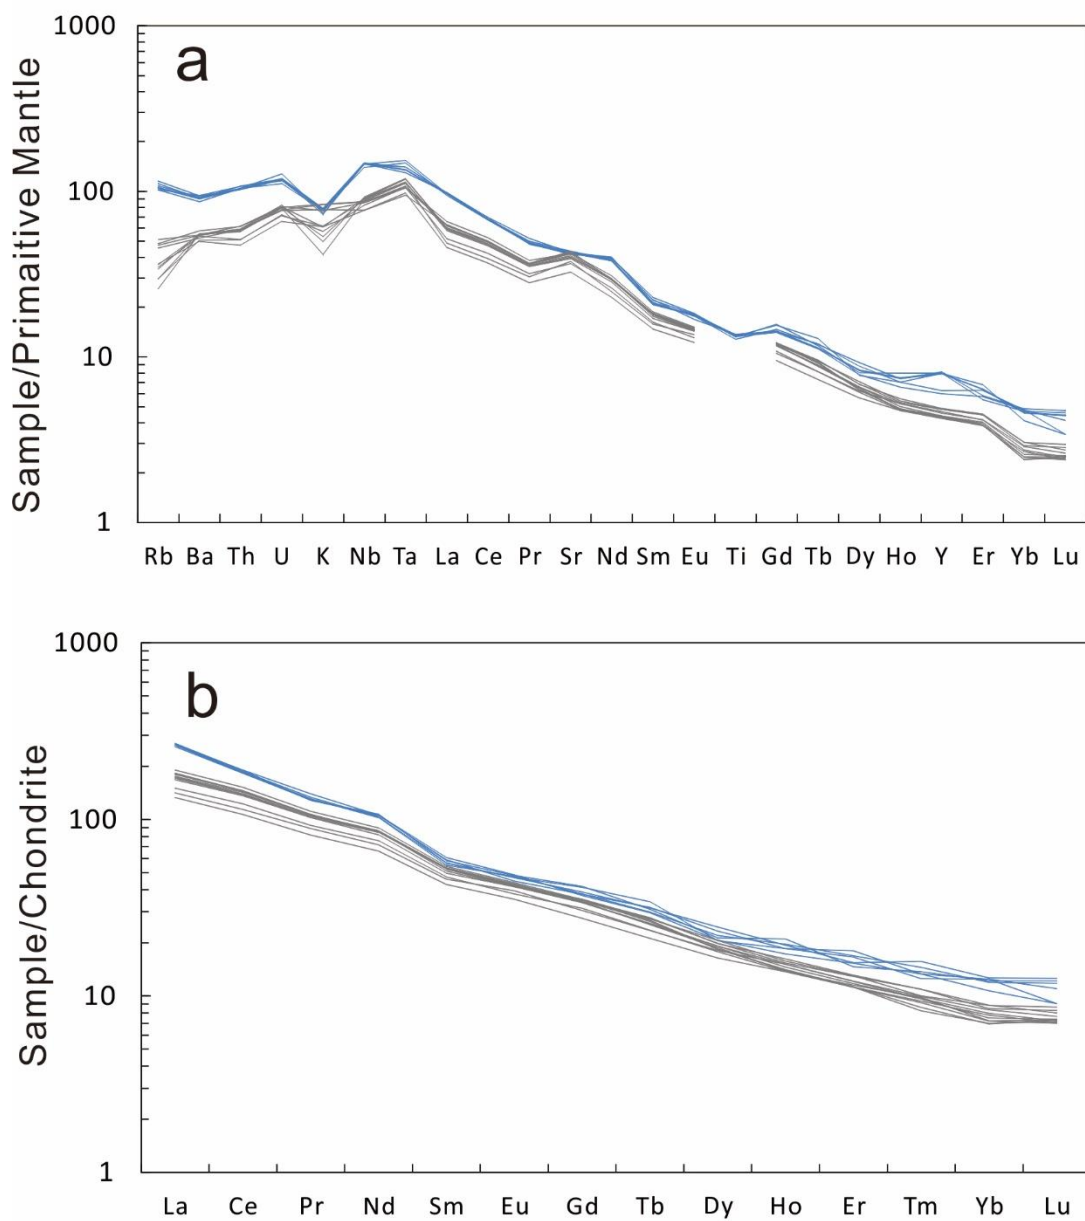 1000
a
100
10
1
Sample/Primaitive Mantle
Rb Ba Th U K Nb Ta La Ce Pr Sr Nd Sm Eu Ti Gd Tb Dy Ho Y Er Yb Lu
1000
b
100
10
1
Sample/Chondrite
La Ce Pr Nd Sm Eu Gd Tb Dy Ho Er Tm Yb Lu